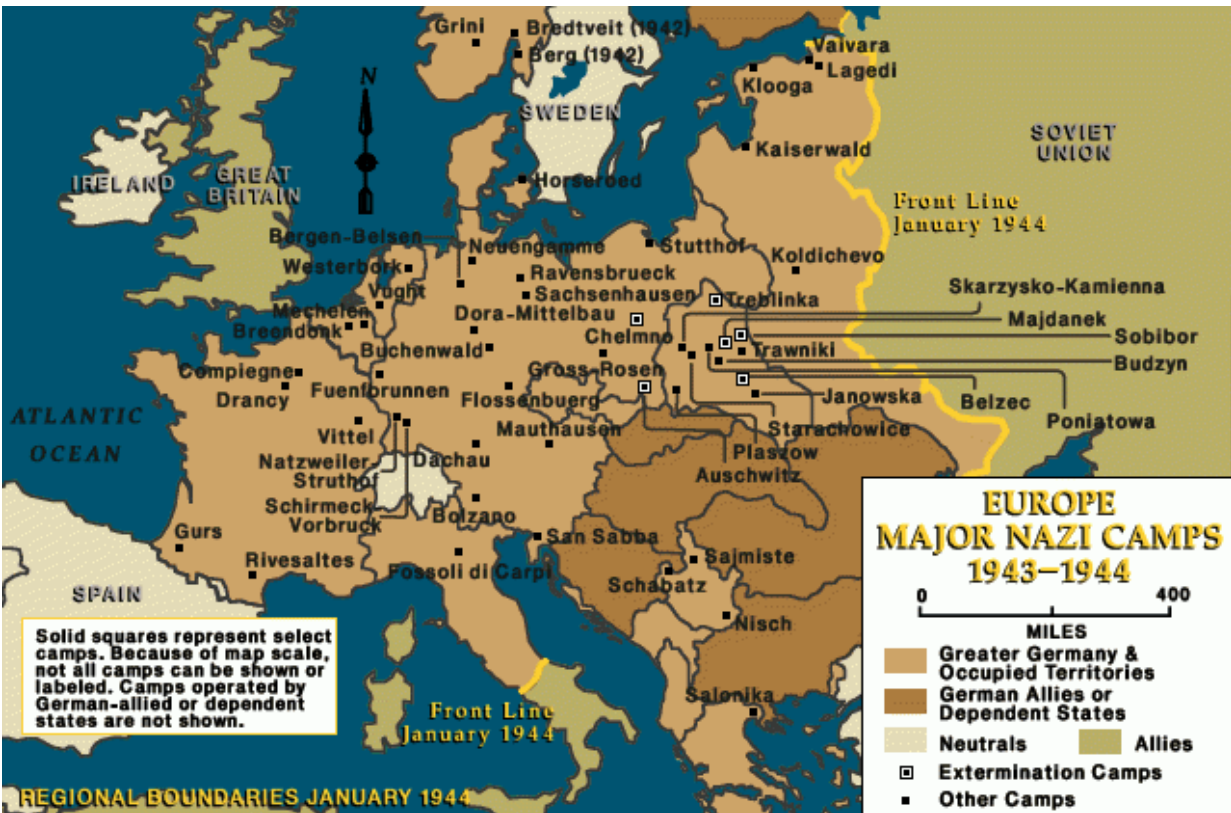 Grini
Bredtveit (1942)
Berg (1942)
Vaivara
Lagedi
Klooga
N
SWEDEN
SOVIET
UNION
Kaiserwald
IRELAND
GREAT
BRITAIN
Horseroed
Front Line
January 1944
Bergen-Belsen
Neuengamme
Stutthof
Koldichevo
Westerbork
Ravensbrueck
Vught
Sachsenhausen
Treblinka
Skarzysko-Kamienna
Mechelen
Dora-Mittelbau
Majdanek
Breendonk
Chelmno
Sobibor
Buchenwald
Trawniki
Budzyn
Compiegne
Gross-Rosen
Drancy
Fuenfbrunnen
Flossenbuerg
Janowska
Belzec
ATLANTIC
OCEAN
Vittel
Mauthausen
Starachowice
Poniatowa
Natzweiler
Struthof
Dachau
Plaszow
Auschwitz
Schirmeck
Vorbruck
Bolzano
Gurs
San Sabba
Rivesaltes
Fossoli di Carpi
Sajmiste
Schabatz
SPAIN
Nisch
Salonika
Front Line
January 1944
Solid squares represent select
camps. Because of map scale,
not all camps can be shown or
labeled. Camps operated by
German-allied or dependent
states are not shown.
REGIONAL BOUNDARIES JANUARY 1944
EUROPE
MAJOR NAZI CAMPS
1943–1944
0 400
MILES
Greater Germany &
Occupied Territories
German Allies or
Dependent States
Neutrals Allies
Extermination Camps
Other Camps